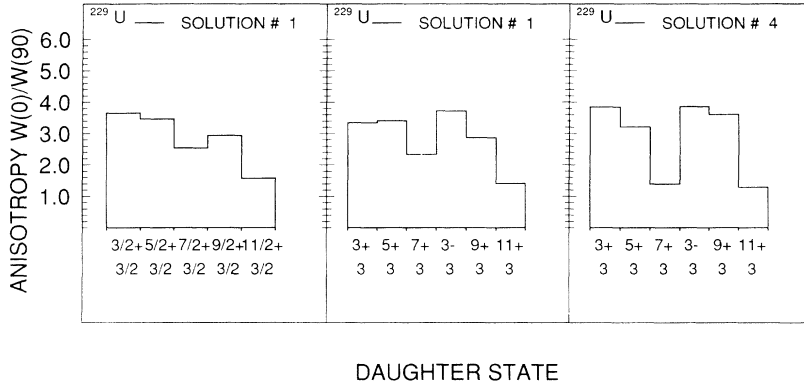 ²²⁹U — SOLUTION # 1
²²⁹U — SOLUTION # 1
²²⁹U — SOLUTION # 4
ANISOTROPY W(0)/W(90)
6.0
5.0
4.0
3.0
2.0
1.0
3/2+ 5/2+ 7/2+ 9/2+ 11/2+
3/2 3/2 3/2 3/2 3/2
3+ 5+ 7+ 3- 9+ 11+
3 3 3 3 3 3
3+ 5+ 7+ 3- 9+ 11+
3 3 3 3 3 3
DAUGHTER STATE